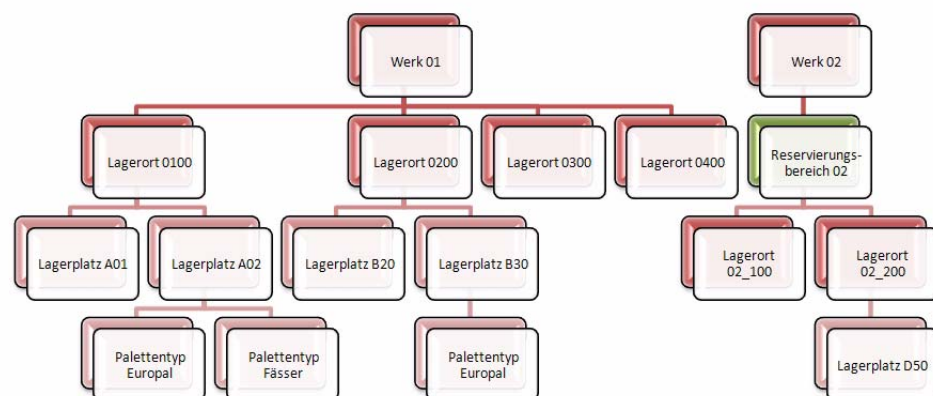 Werk 01
Werk 02
Lagerort 0100
Lagerort 0200
Lagerort 0300
Lagerort 0400
Reservierungs-
bereich 02
Lagerplatz A01
Lagerplatz A02
Lagerplatz B20
Lagerplatz B30
Lagerort
02_100
Lagerort
02_200
Palettentyp
Europal
Palettentyp
Fässer
Palettentyp
Europal
Lagerplatz D50